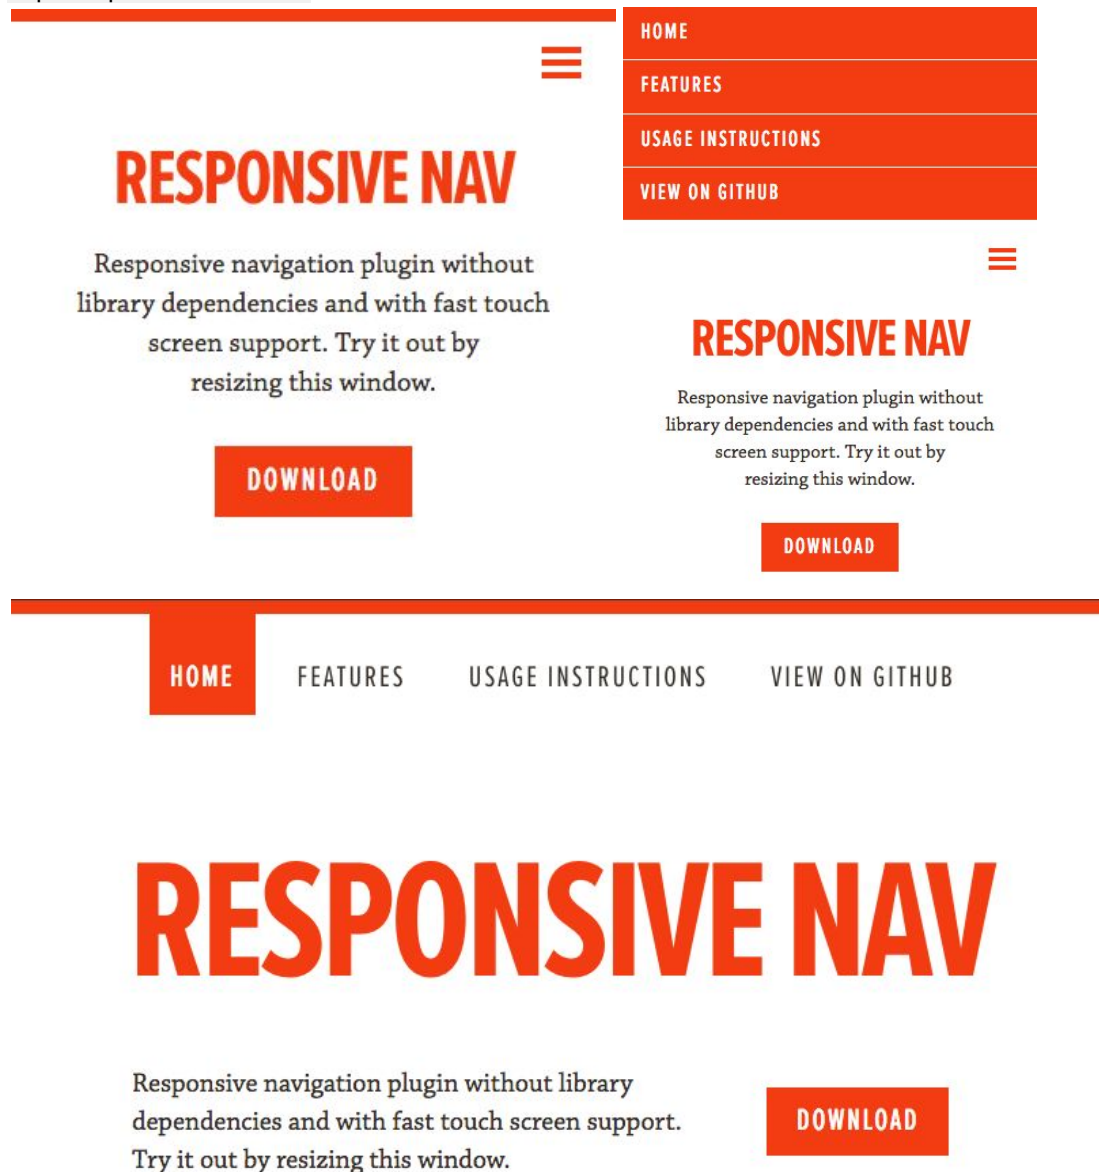 RESPONSIVE NAV
Responsive navigation plugin without
library dependencies and with fast touch
screen support. Try it out by
resizing this window.
DOWNLOAD
HOME
FEATURES
USAGE INSTRUCTIONS
VIEW ON GITHUB
RESPONSIVE NAV
Responsive navigation plugin without
library dependencies and with fast touch
screen support. Try it out by
resizing this window.
DOWNLOAD
HOME FEATURES USAGE INSTRUCTIONS VIEW ON GITHUB
RESPONSIVE NAV
Responsive navigation plugin without library
dependencies and with fast touch screen support.
Try it out by resizing this window.
DOWNLOAD